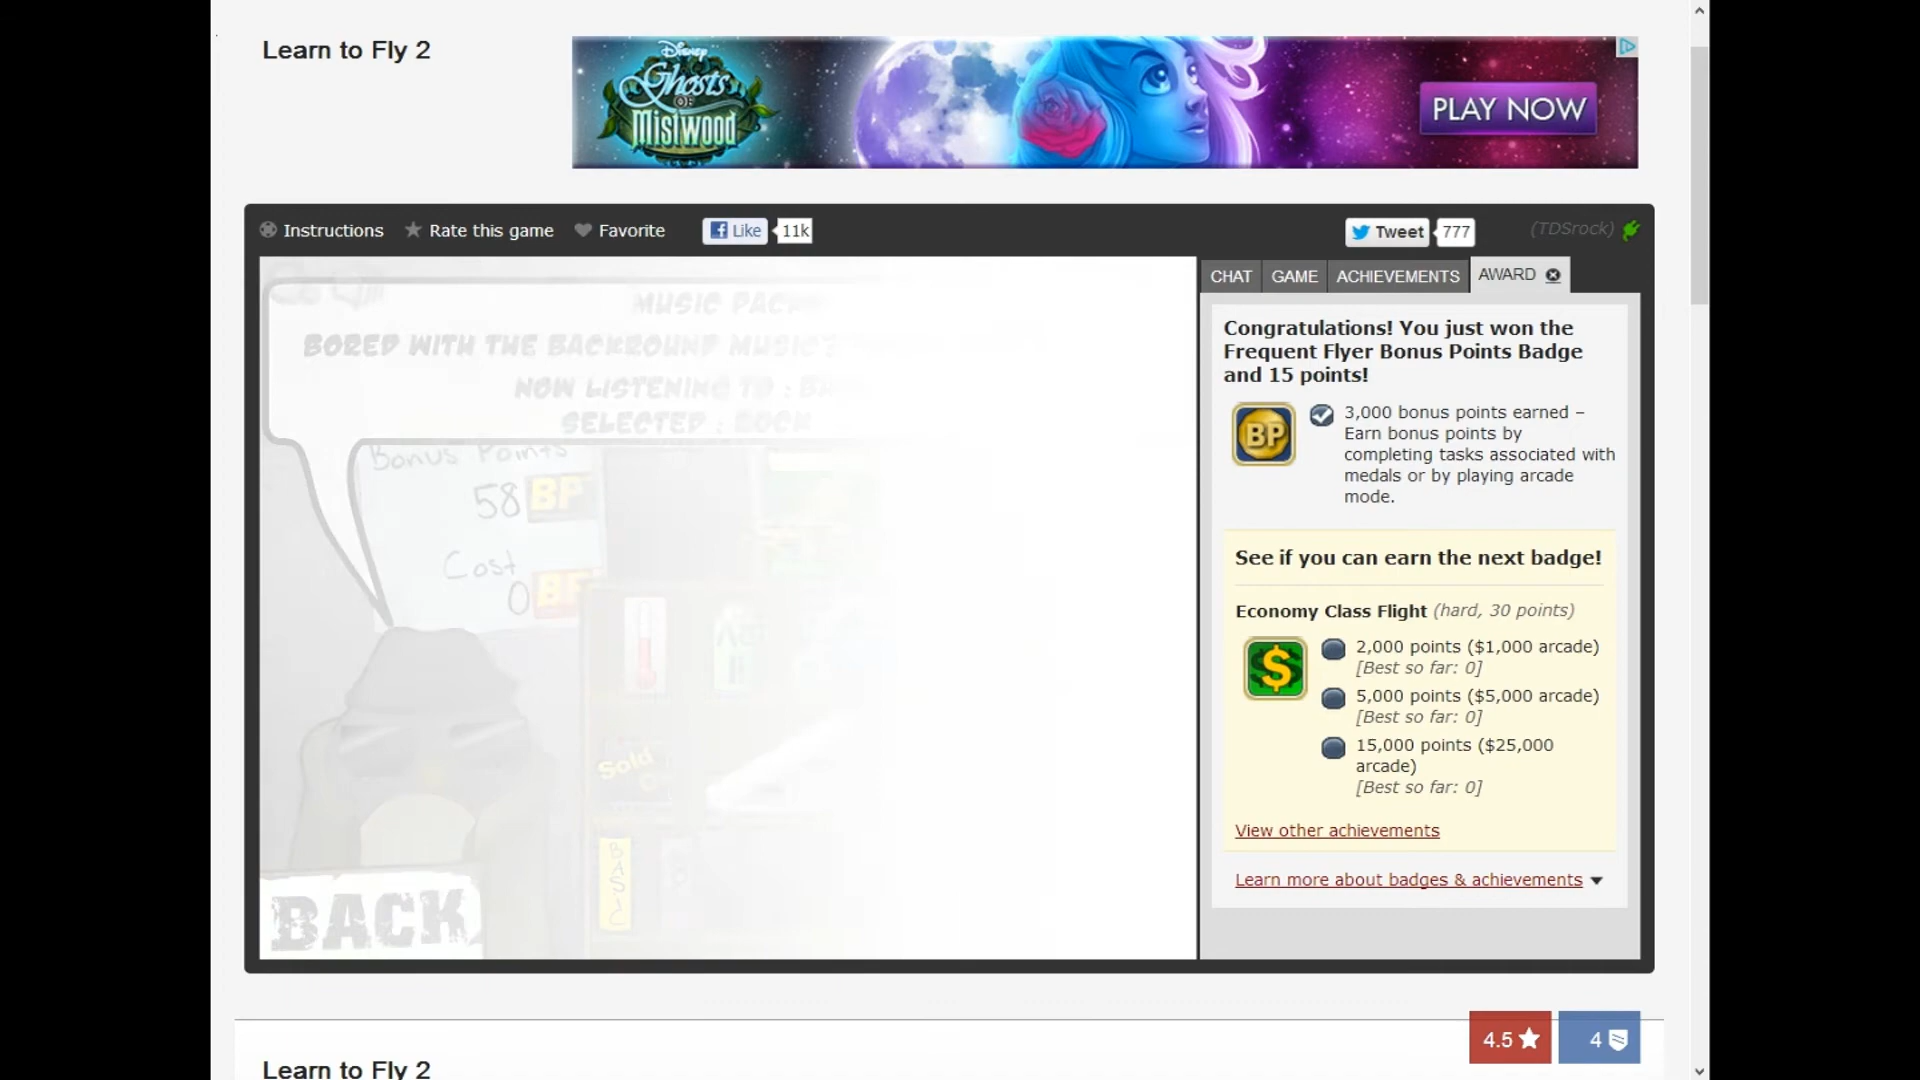 Learn to Fly 2
Disney
Ghosts
OF
Mistwood
PLAY NOW
Instructions
Rate this game
Favorite
Like
11k
Tweet
777
(TDSrock)
CHAT
GAME
ACHIEVEMENTS
AWARD
MUSIC PACK
BORED WITH THE BACKROUND MUSIC?
NOW LISTENING TO : BA
SELECTED : ROCK
Bonus Points
58 BP
Cost
0 BP
Sold
BASIC
BACK
Congratulations! You just won the
Frequent Flyer Bonus Points Badge
and 15 points!
BP
3,000 bonus points earned –
Earn bonus points by
completing tasks associated with
medals or by playing arcade
mode.
See if you can earn the next badge!
Economy Class Flight (hard, 30 points)
$
2,000 points ($1,000 arcade)
[Best so far: 0]
5,000 points ($5,000 arcade)
[Best so far: 0]
15,000 points ($25,000
arcade)
[Best so far: 0]
View other achievements
Learn more about badges & achievements
4.5
4
Learn to Fly 2